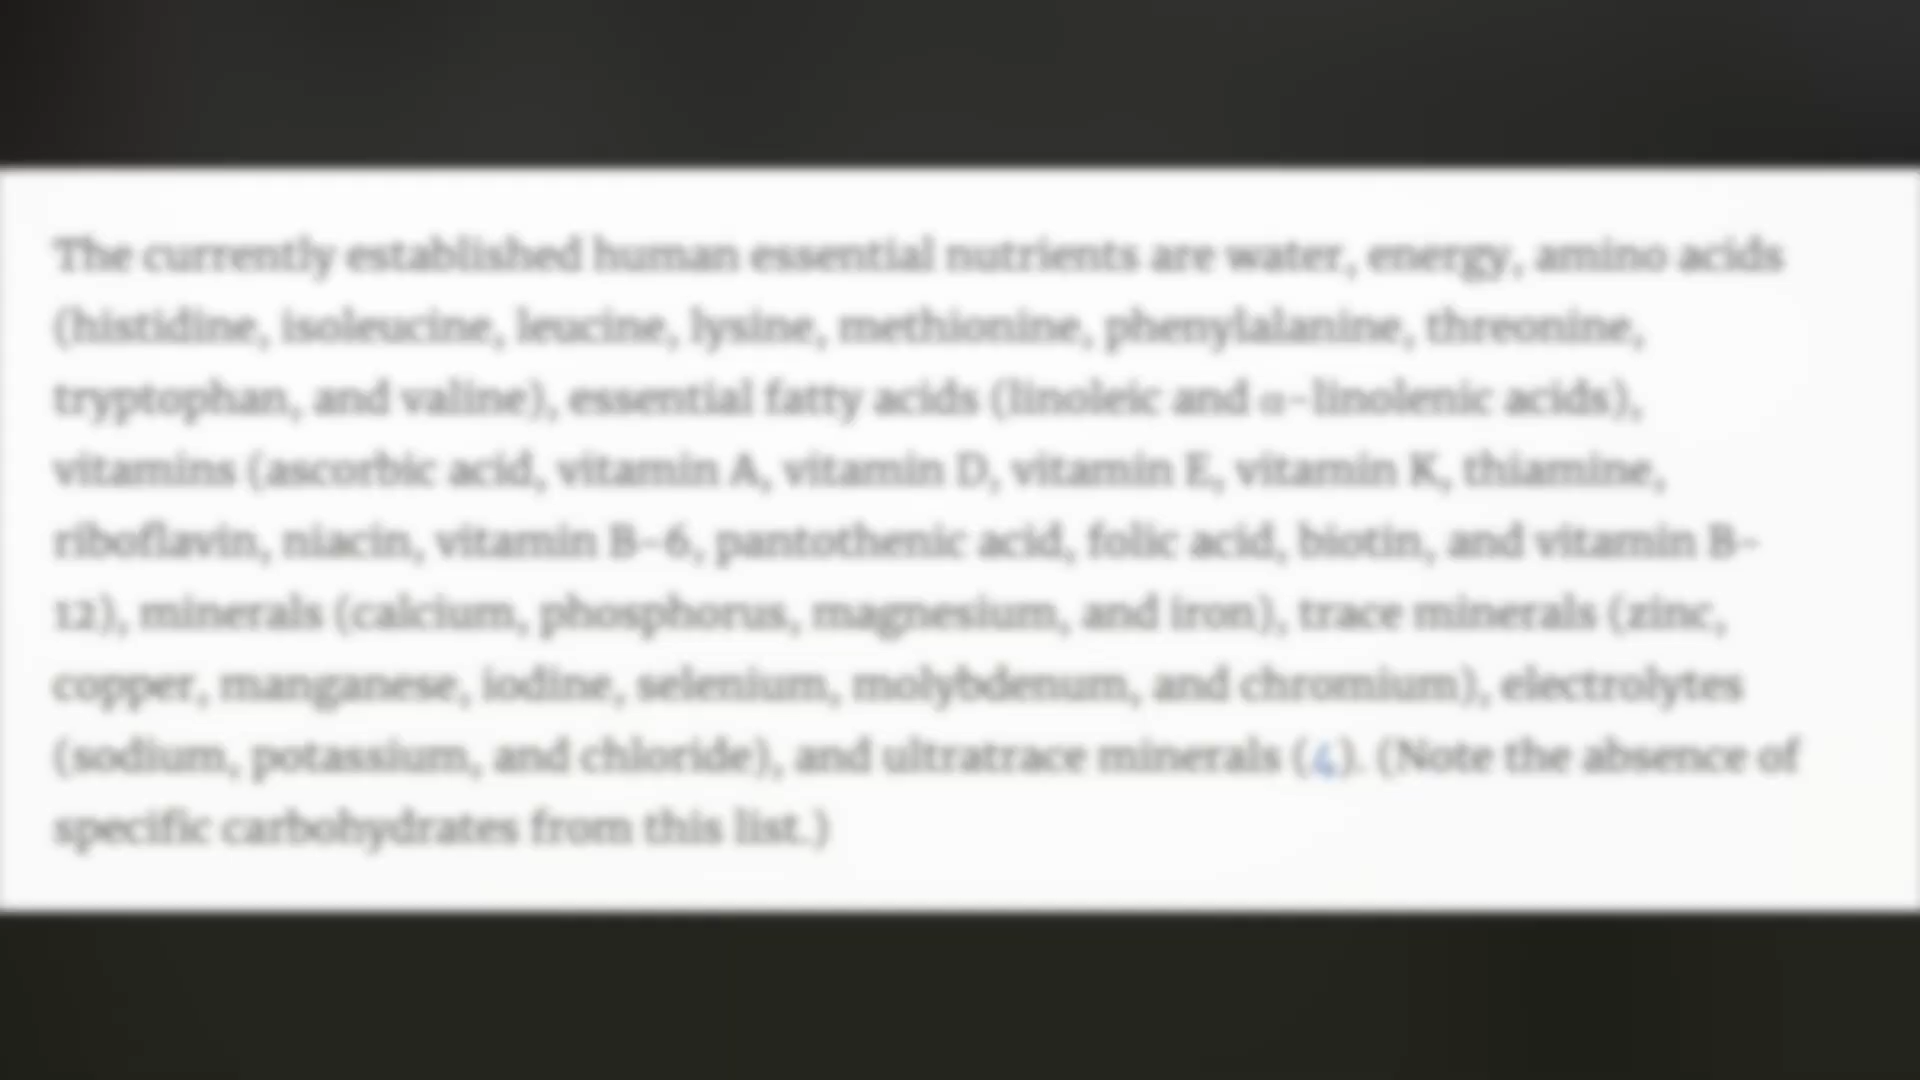 The currently established human essential nutrients are water, energy, amino acids
(histidine, isoleucine, leucine, lysine, methionine, phenylalanine, threonine,
tryptophan, and valine), essential fatty acids (linoleic and α-linolenic acids),
vitamins (ascorbic acid, vitamin A, vitamin D, vitamin E, vitamin K, thiamine,
riboflavin, niacin, vitamin B-6, pantothenic acid, folic acid, biotin, and vitamin B-
12), minerals (calcium, phosphorus, magnesium, and iron), trace minerals (zinc,
copper, manganese, iodine, selenium, molybdenum, and chromium), electrolytes
(sodium, potassium, and chloride), and ultratrace minerals (4). (Note the absence of
specific carbohydrates from this list.)